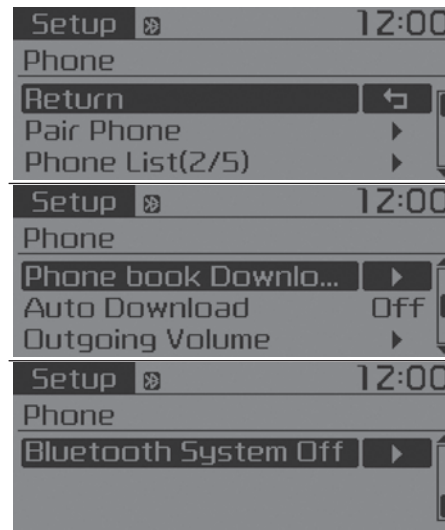 Setup 12:00
Phone
Return
Pair Phone
Phone List(2/5)
Setup 12:00
Phone
Phone book Downlo...
Auto Download Off
Outgoing Volume
Setup 12:00
Phone
Bluetooth System Off